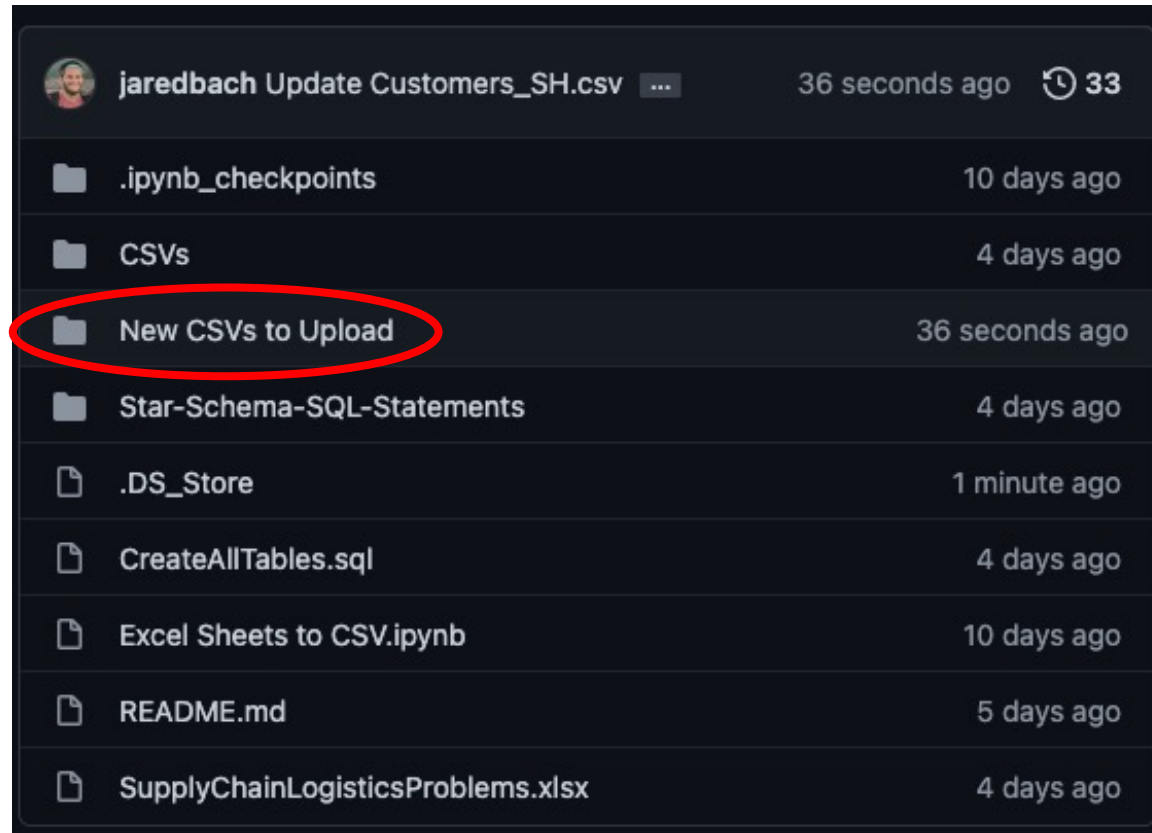 jaredbach Update Customers_SH.csv ... 36 seconds ago 33
.ipynb_checkpoints 10 days ago
CSVs 4 days ago
New CSVs to Upload 36 seconds ago
Star-Schema-SQL-Statements 4 days ago
.DS_Store 1 minute ago
CreateAllTables.sql 4 days ago
Excel Sheets to CSV.ipynb 10 days ago
README.md 5 days ago
SupplyChainLogisticsProblems.xlsx 4 days ago